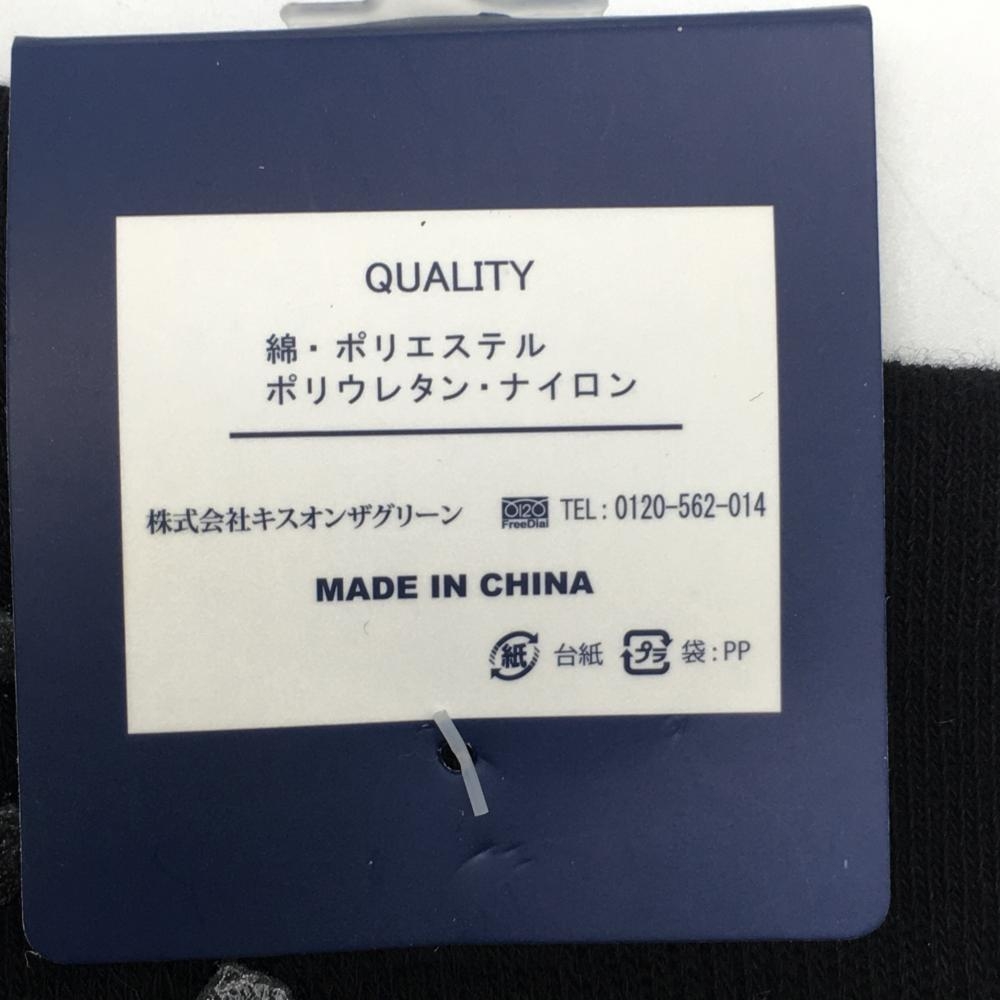 QUALITY
綿・ポリエステル
ポリウレタン・ナイロン
株式会社キスオンザグリーン 0120 FreeDial TEL:0120-562-014
MADE IN CHINA
紙 台紙 プラ 袋:PP